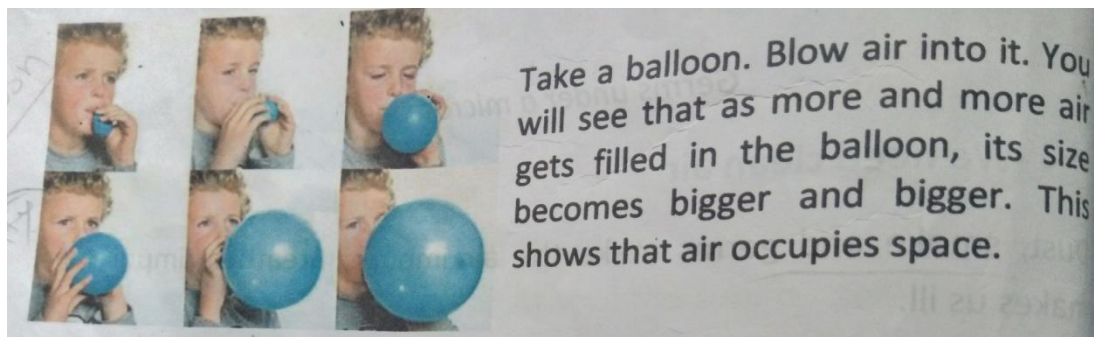 Take a balloon. Blow air into it. You
will see that as more and more air
gets filled in the balloon, its size
becomes bigger and bigger. This
shows that air occupies space.